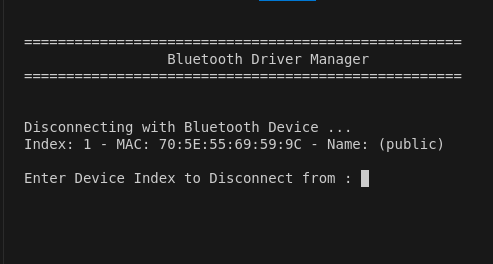 ====================================================
Bluetooth Driver Manager
====================================================
Disconnecting with Bluetooth Device ...
Index: 1 - MAC: 70:5E:55:69:59:9C - Name: (public)
Enter Device Index to Disconnect from :